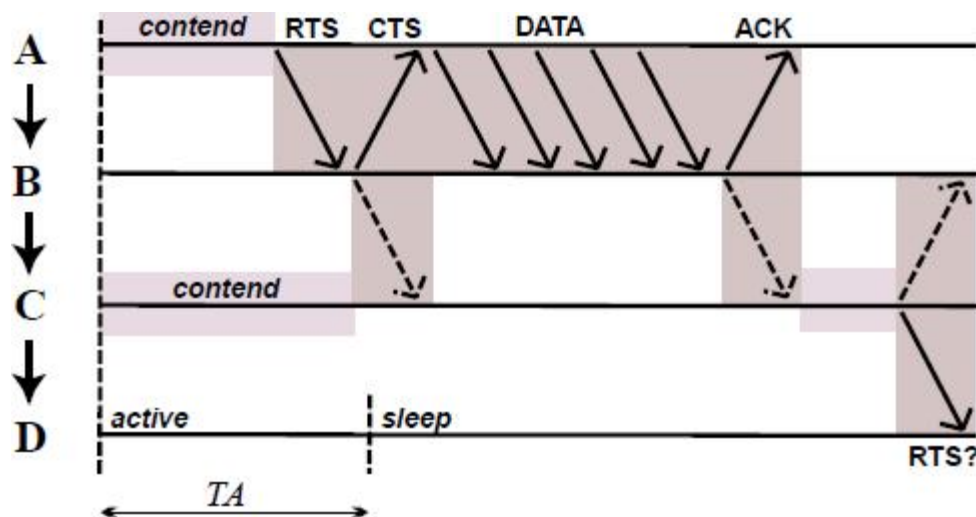 contend RTS CTS DATA ACK
A
B
C contend
active sleep
D
RTS?
TA